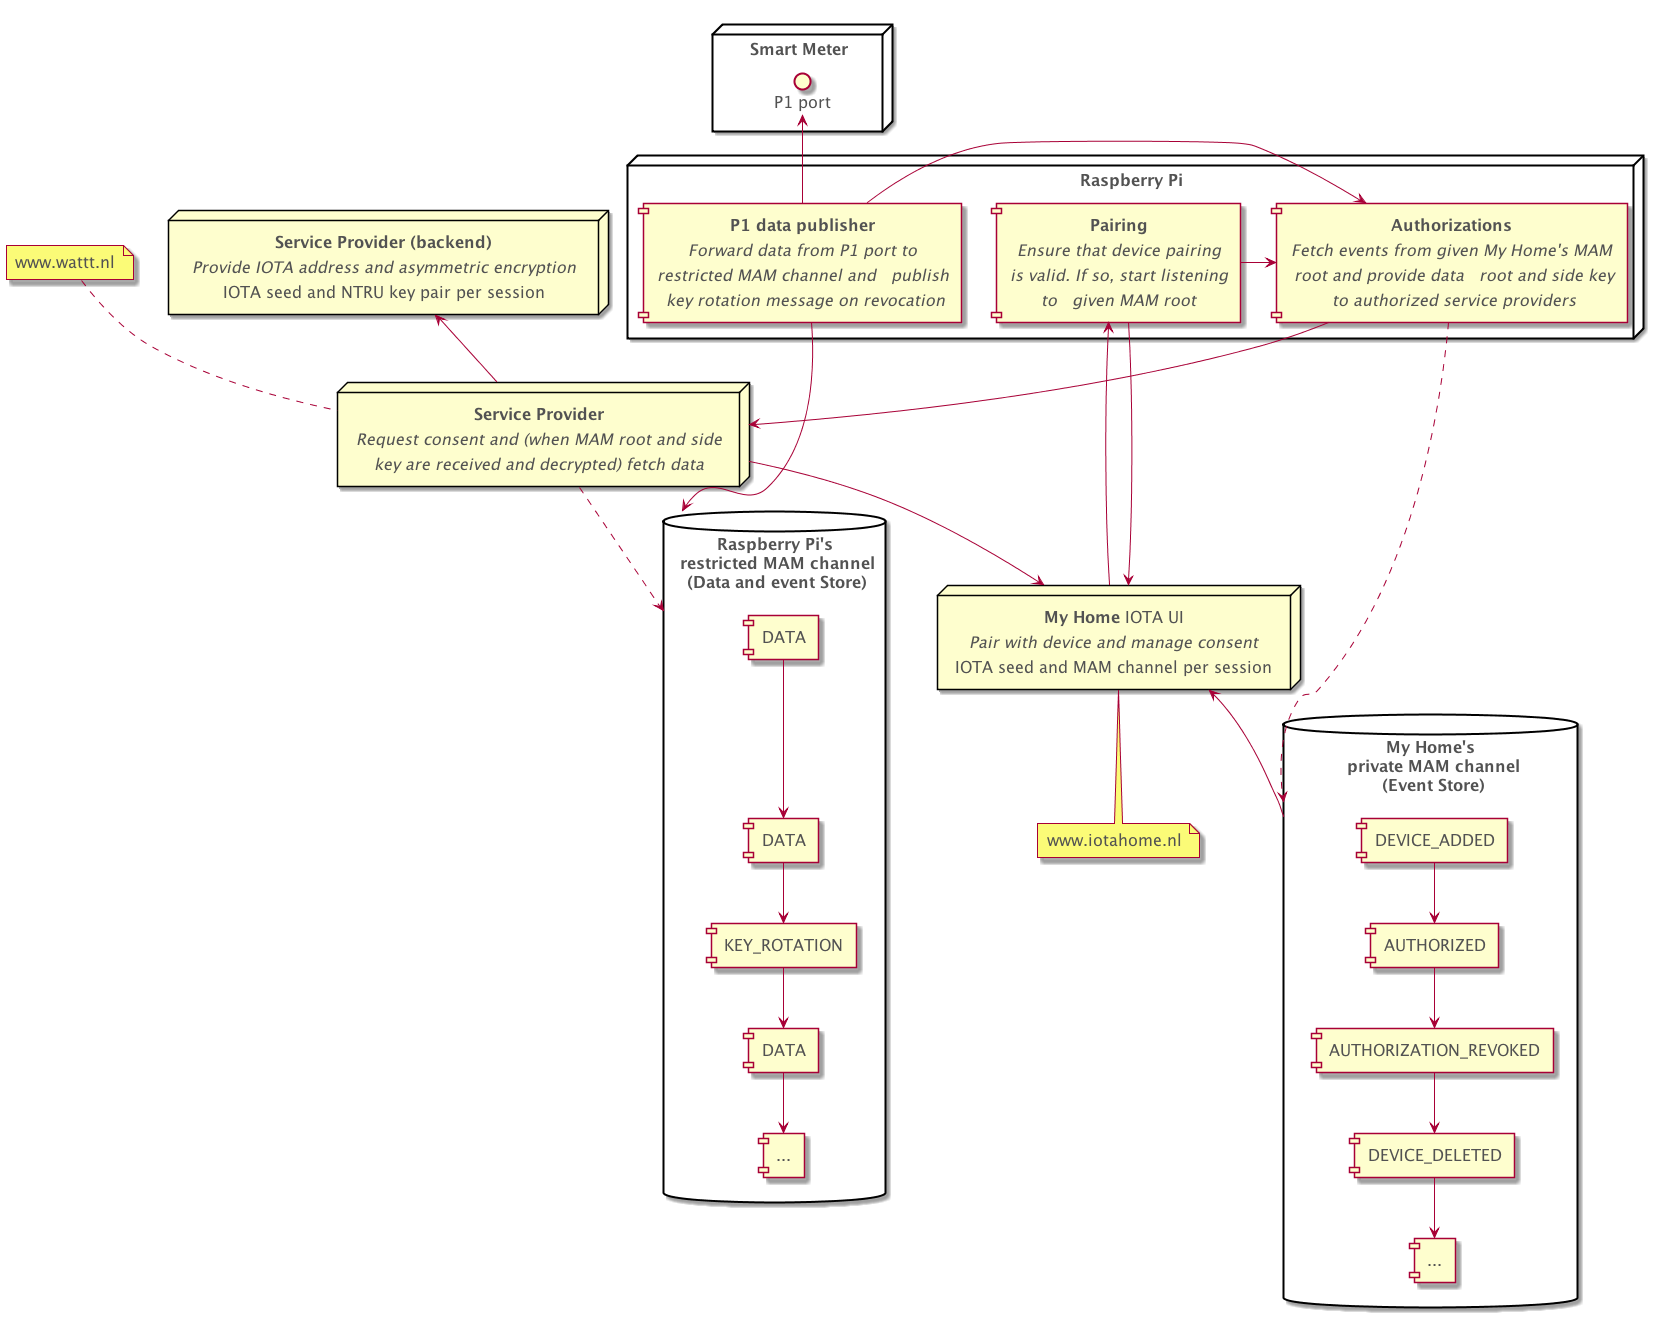 Smart Meter
P1 port
Raspberry Pi
P1 data publisher
Forward data from P1 port to
restricted MAM channel and publish
key rotation message on revocation
Pairing
Ensure that device pairing
is valid. If so, start listening
to given MAM root
Authorizations
Fetch events from given My Home's MAM
root and provide data root and side key
to authorized service providers
Service Provider (backend)
Provide IOTA address and asymmetric encryption
IOTA seed and NTRU key pair per session
www.wattt.nl
Service Provider
Request consent and (when MAM root and side
key are received and decrypted) fetch data
Raspberry Pi's
restricted MAM channel
(Data and event Store)
DATA
DATA
KEY_ROTATION
DATA
...
My Home IOTA UI
Pair with device and manage consent
IOTA seed and MAM channel per session
www.iotahome.nl
My Home's
private MAM channel
(Event Store)
DEVICE_ADDED
AUTHORIZED
AUTHORIZATION_REVOKED
DEVICE_DELETED
...